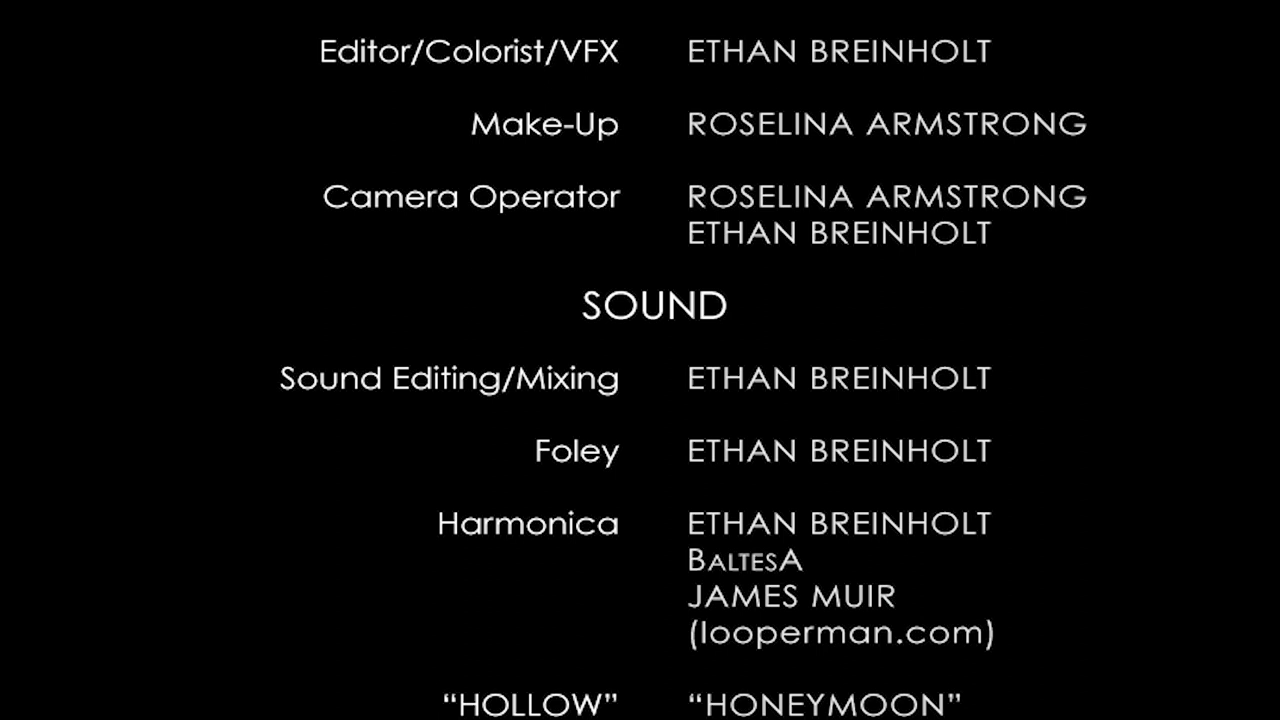 Editor/Colorist/VFX ETHAN BREINHOLT
Make-Up ROSELINA ARMSTRONG
Camera Operator ROSELINA ARMSTRONG
ETHAN BREINHOLT
SOUND
Sound Editing/Mixing ETHAN BREINHOLT
Foley ETHAN BREINHOLT
Harmonica ETHAN BREINHOLT
BALTESA
JAMES MUIR
(looperman.com)
“HOLLOW” “HONEYMOON”